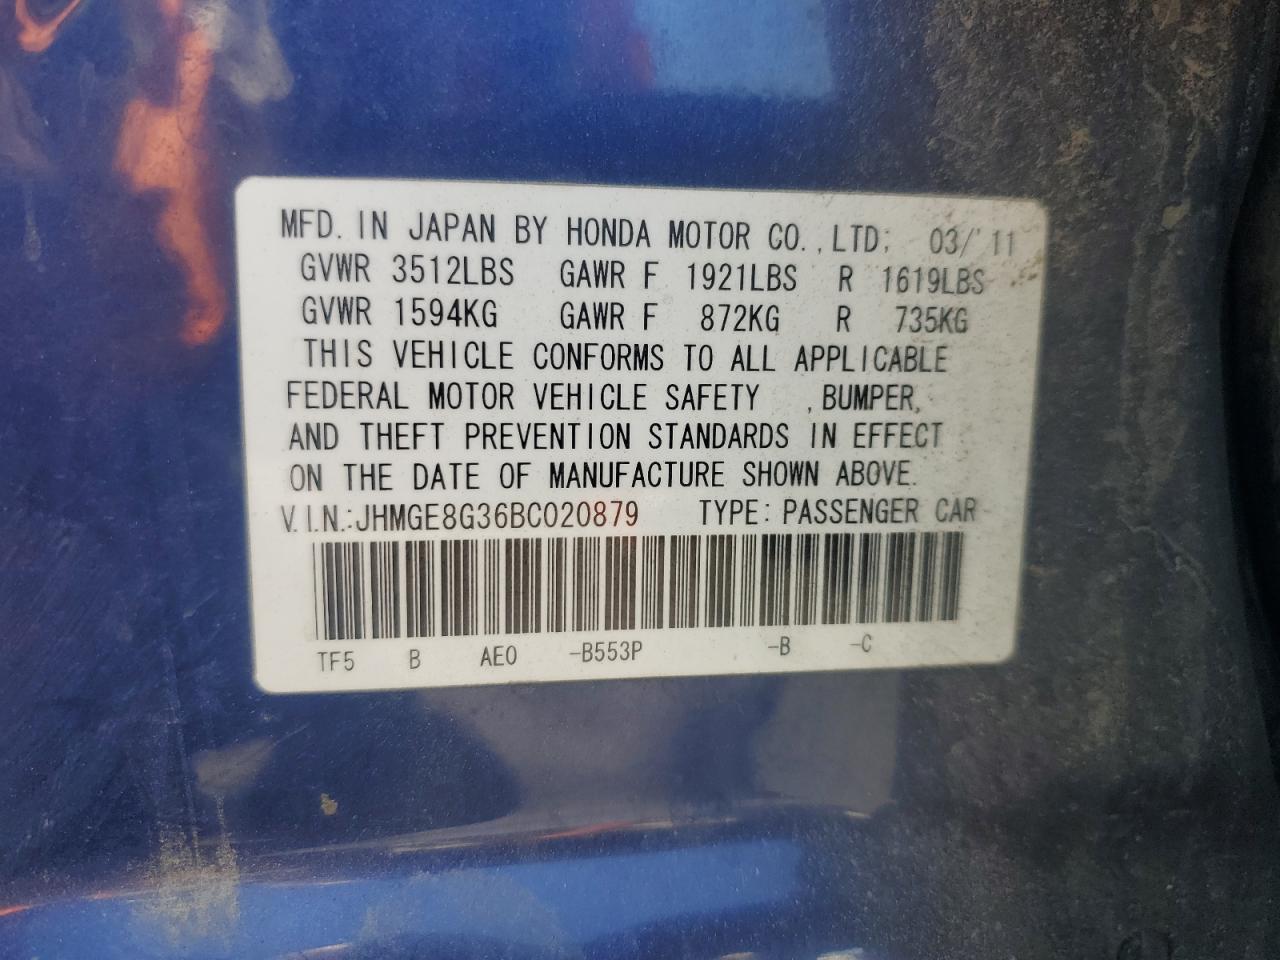 MFD. IN JAPAN BY HONDA MOTOR CO., LTD; 03/'11
GVWR 3512LBS GAWR F 1921LBS R 1619LBS
GVWR 1594KG GAWR F 872KG R 735KG
THIS VEHICLE CONFORMS TO ALL APPLICABLE
FEDERAL MOTOR VEHICLE SAFETY , BUMPER,
AND THEFT PREVENTION STANDARDS IN EFFECT
ON THE DATE OF MANUFACTURE SHOWN ABOVE.
V.I.N.:JHMGE8G36BC020879 TYPE: PASSENGER CAR
TF5 B AE0 -B553P -B -C